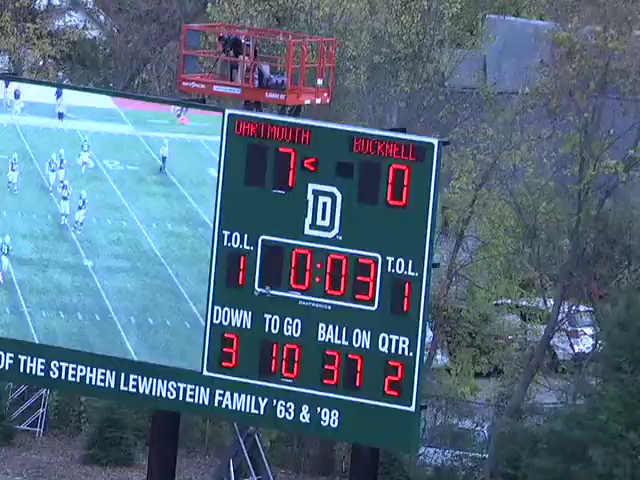 DARTMOUTH BUCKNELL
7 < 0
D
T.O.L. T.O.L.
1 0:03 1
DAKTRONICS
DOWN TO GO BALL ON QTR.
3 10 37 2
OF THE STEPHEN LEWINSTEIN FAMILY '63 & '98